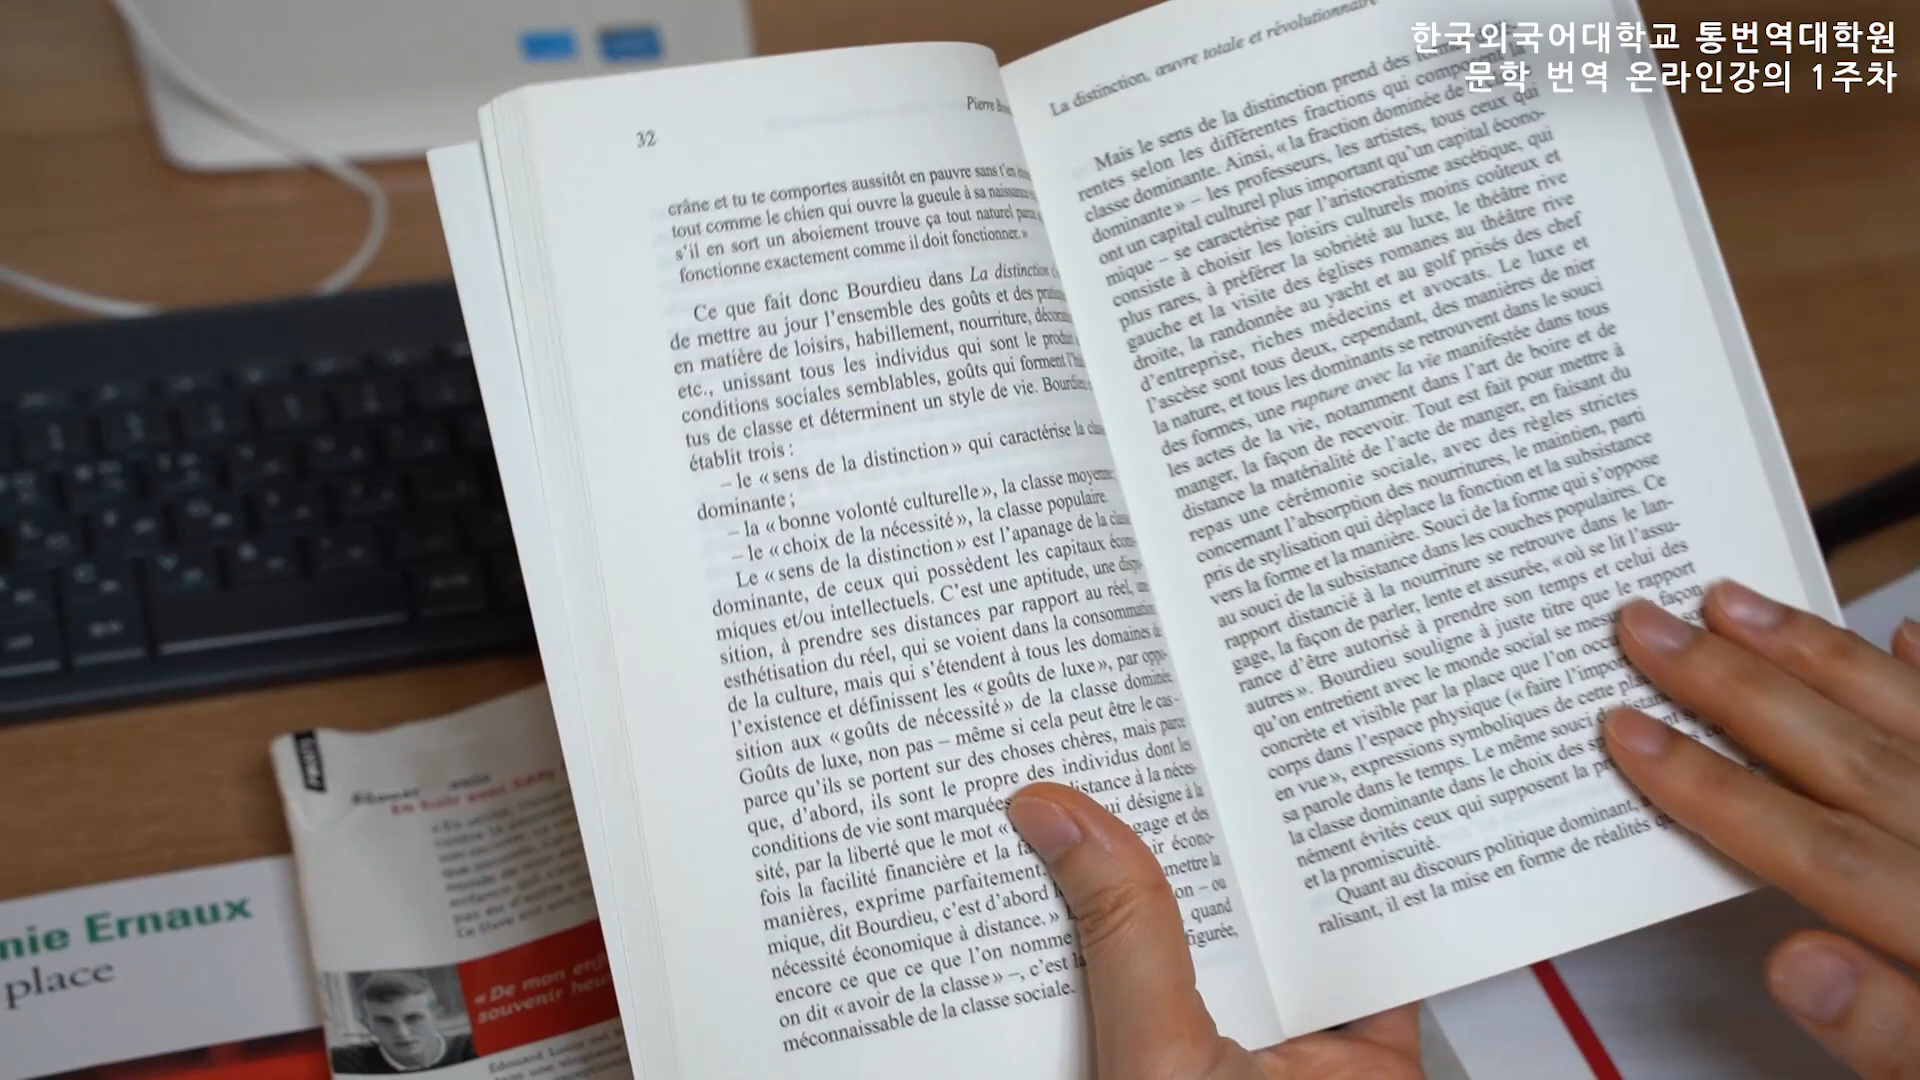 한국외국어대학교 통번역대학원
문학 번역 온라인강의 1주차
32
Pierre
crâne et tu te comportes aussitôt en pauvre sans t'en
tout comme le chien qui ouvre la gueule à sa naissance
s'il en sort un aboiement trouve ça tout naturel
fonctionne exactement comme il doit fonctionner. »
Ce que fait donc Bourdieu dans La distinction
de mettre au jour l'ensemble des goûts et des
en matière de loisirs, habillement, nourriture,
etc., unissant tous les individus qui sont le
conditions sociales semblables, goûts qui forment
tus de classe et déterminent un style de vie.
établit trois :
– le « sens de la distinction » qui caractérise la
dominante ;
– la « bonne volonté culturelle », la classe moyenne
– le « choix de la nécessité », la classe populaire.
Le « sens de la distinction » est l'apanage de la
dominante, de ceux qui possèdent les capitaux
miques et/ou intellectuels. C'est une aptitude, une
sition, à prendre ses distances par rapport au réel,
esthétisation du réel, qui se voient dans la
de la culture, mais qui s'étendent à tous les domaines
l'existence et définissent les « goûts de luxe », par
sition aux « goûts de nécessité » de la classe
Goûts de luxe, non pas – même si cela peut être le cas–
parce qu'ils se portent sur des choses chères, mais parce
que, d'abord, ils sont le propre des individus dont les
conditions de vie sont marquées distance à la néces-
sité, par la liberté que le mot « ui désigne à la
fois la facilité financière et la gage et des
manières, exprime parfaitement. ir écono-
mique, dit Bourdieu, c'est d'abord mettre la
nécessité économique à distance. » on – ou
encore ce que ce que l'on nomme quand
on dit « avoir de la classe » –, c'est figurée,
méconnaissable de la classe sociale.
La distinction, œuvre totale et révolutionnaire
Mais le sens de la distinction prend des
rentes selon les différentes fractions qui composent la
classe dominante. Ainsi, « la fraction dominée de
dominante » – les professeurs, les artistes, tous ceux qui
ont un capital culturel plus important qu'un capital écono-
mique – se caractérise par l'aristocratisme ascétique, qui
consiste à choisir les loisirs culturels moins coûteux et
plus rares, à préférer la sobriété au luxe, le théâtre rive
gauche et la visite des églises romanes au théâtre rive
droite, la randonnée au yacht et au golf prisés des chef
d'entreprise, riches médecins et avocats. Le luxe et
l'ascèse sont tous deux, cependant, des manières de nier
la nature, et tous les dominants se retrouvent dans le souci
des formes, une rupture avec la vie manifestée dans tous
les actes de la vie, notamment dans l'art de boire et de
manger, la façon de recevoir. Tout est fait pour mettre à
distance la matérialité de l'acte de manger, en faisant du
repas une cérémonie sociale, avec des règles strictes
concernant l'absorption des nourritures, le maintien, parti
pris de stylisation qui déplace la fonction et la subsistance
vers la forme et la manière. Souci de la forme qui s'oppose
au souci de la subsistance dans les couches populaires. Ce
rapport distancié à la nourriture se retrouve dans le lan-
gage, la façon de parler, lente et assurée, « où se lit l'assu-
rance d'être autorisé à prendre son temps et celui des
autres ». Bourdieu souligne à juste titre que le rapport
qu'on entretient avec le monde social se façon
concrète et visible par la place que l'on
corps dans l'espace physique (« faire
en vue », expressions symboliques de cette
sa parole dans le temps. Le même souci
la classe dominante dans le choix des
nément évités ceux qui supposent la
et la promiscuité.
Quant au discours politique dominant,
ralisant, il est la mise en forme de réalités
nie Ernaux
place
« De mon enf
souvenir heu
Édouard Louis